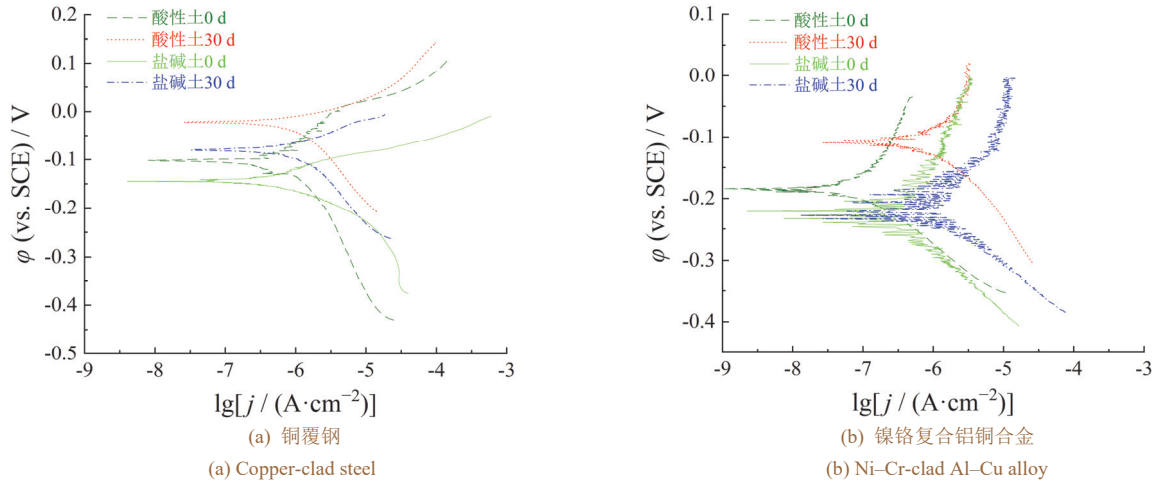 酸性土0 d
酸性土30 d
盐碱土0 d
盐碱土30 d
0.2
0.1
0.0
-0.1
-0.2
-0.3
-0.4
-0.5
φ (vs. SCE) / V
-9 -8 -7 -6 -5 -4 -3 -2
lg[j / (A·cm⁻²)]
(a) 铜覆钢
(a) Copper-clad steel
酸性土0 d
酸性土30 d
盐碱土0 d
盐碱土30 d
0.1
0.0
-0.1
-0.2
-0.3
-0.4
φ (vs. SCE) / V
-9 -8 -7 -6 -5 -4 -3 -2
lg[j / (A·cm⁻²)]
(b) 镍铬复合铝铜合金
(b) Ni–Cr-clad Al–Cu alloy